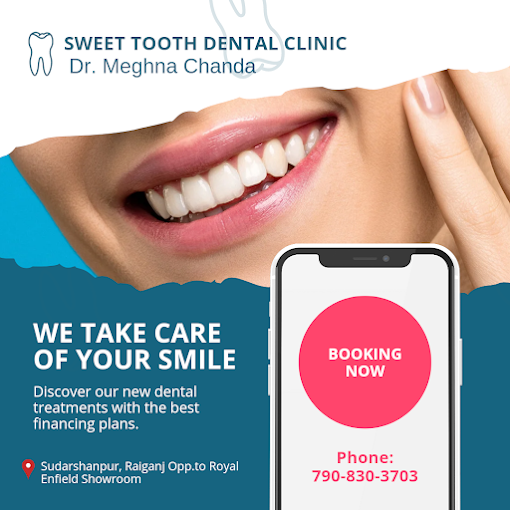 SWEET TOOTH DENTAL CLINIC
Dr. Meghna Chanda
WE TAKE CARE
OF YOUR SMILE
Discover our new dental
treatments with the best
financing plans.
Sudarshanpur, Raiganj Opp.to Royal
Enfield Showroom
BOOKING
NOW
Phone:
790-830-3703